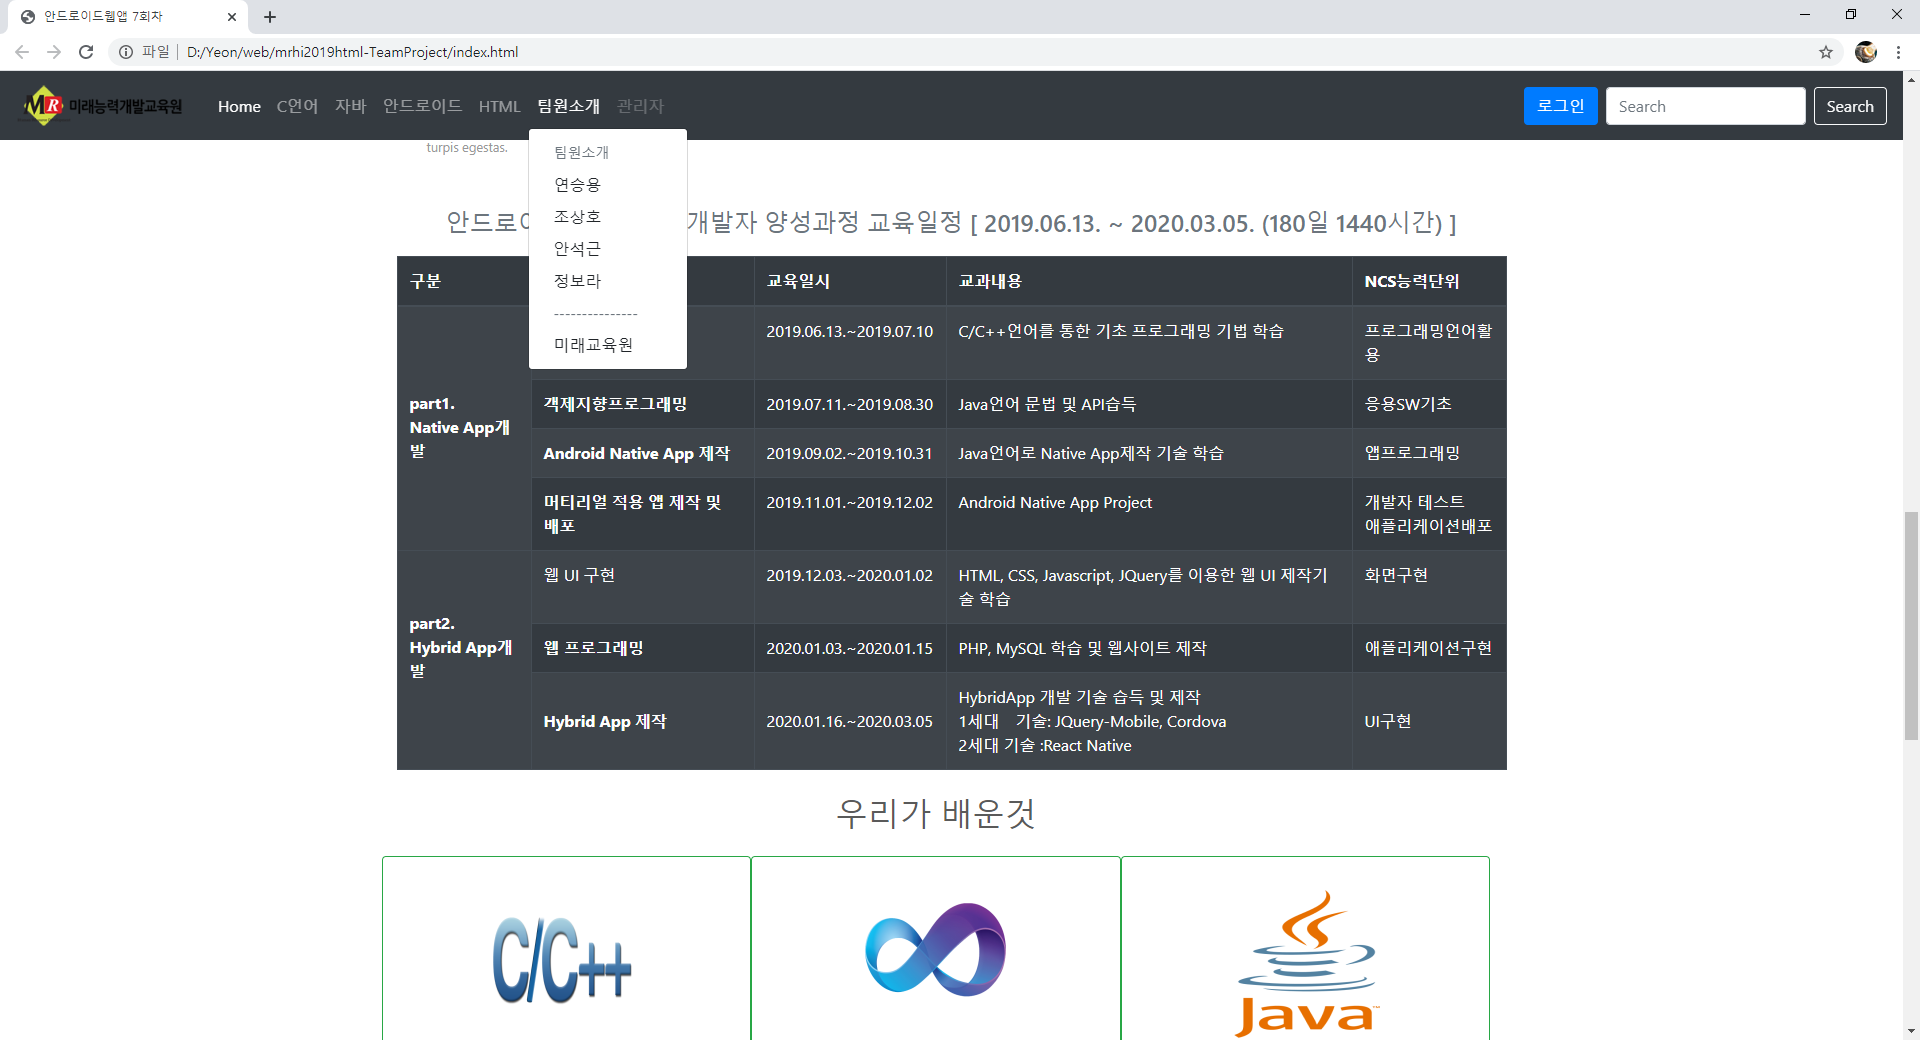 안드로이드웹앱 7회차
파일 D:/Yeon/web/mrhi2019html-TeamProject/index.html
MR 미래능력개발교육원 Home C언어 자바 안드로이드 HTML 팀원소개 관리자 로그인 Search Search
turpis egestas.
팀원소개
연승용
조상호
안석근
정보라
---------------
미래교육원
안드로이 개발자 양성과정 교육일정 [ 2019.06.13. ~ 2020.03.05. (180일 1440시간) ]
구분 교육일시 교과내용 NCS능력단위
part1.
Native App개
발
2019.06.13.~2019.07.10 C/C++언어를 통한 기초 프로그래밍 기법 학습 프로그래밍언어활
용
객제지향프로그래밍 2019.07.11.~2019.08.30 Java언어 문법 및 API습득 응용SW기초
Android Native App 제작 2019.09.02.~2019.10.31 Java언어로 Native App제작 기술 학습 앱프로그래밍
머티리얼 적용 앱 제작 및
배포
2019.11.01.~2019.12.02 Android Native App Project 개발자 테스트
애플리케이션배포
part2.
Hybrid App개
발
웹 UI 구현 2019.12.03.~2020.01.02 HTML, CSS, Javascript, JQuery를 이용한 웹 UI 제작기
술 학습
화면구현
웹 프로그래밍 2020.01.03.~2020.01.15 PHP, MySQL 학습 및 웹사이트 제작 애플리케이션구현
Hybrid App 제작 2020.01.16.~2020.03.05 HybridApp 개발 기술 습득 및 제작
1세대 기술: JQuery-Mobile, Cordova
2세대 기술 :React Native
UI구현
우리가 배운것
C/C++
Java